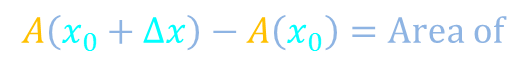 A(x₀ + Δx) − A(x₀) = Area of